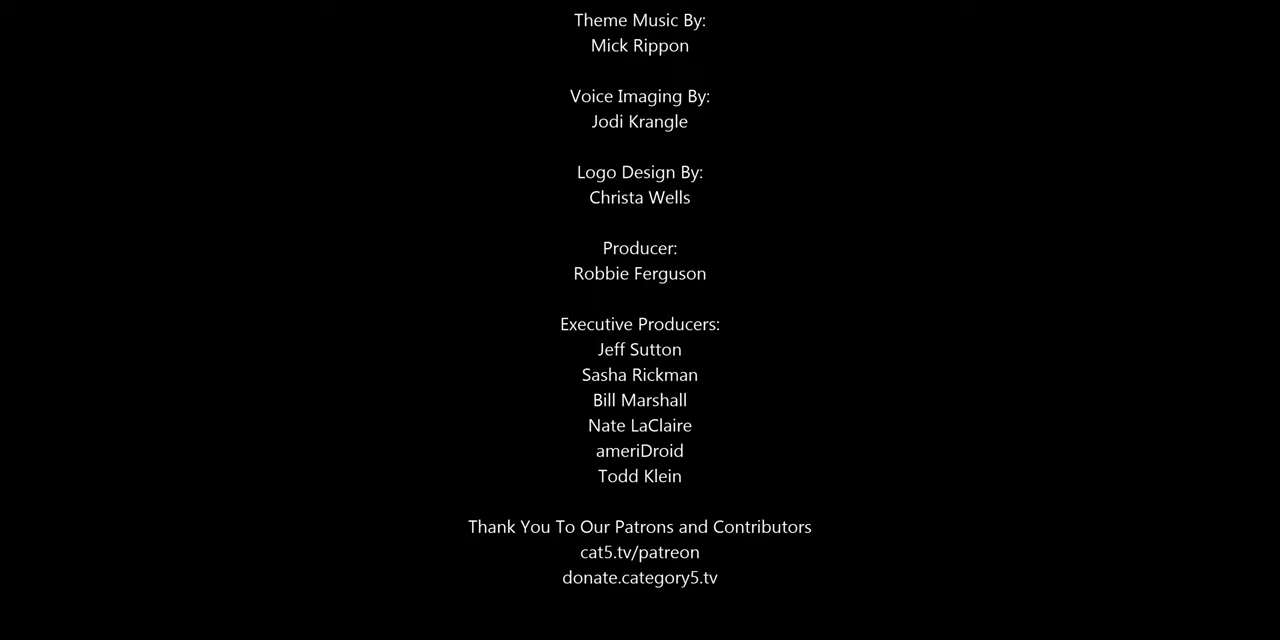 Theme Music By:
Mick Rippon
Voice Imaging By:
Jodi Krangle
Logo Design By:
Christa Wells
Producer:
Robbie Ferguson
Executive Producers:
Jeff Sutton
Sasha Rickman
Bill Marshall
Nate LaClaire
ameriDroid
Todd Klein
Thank You To Our Patrons and Contributors
cat5.tv/patreon
donate.category5.tv